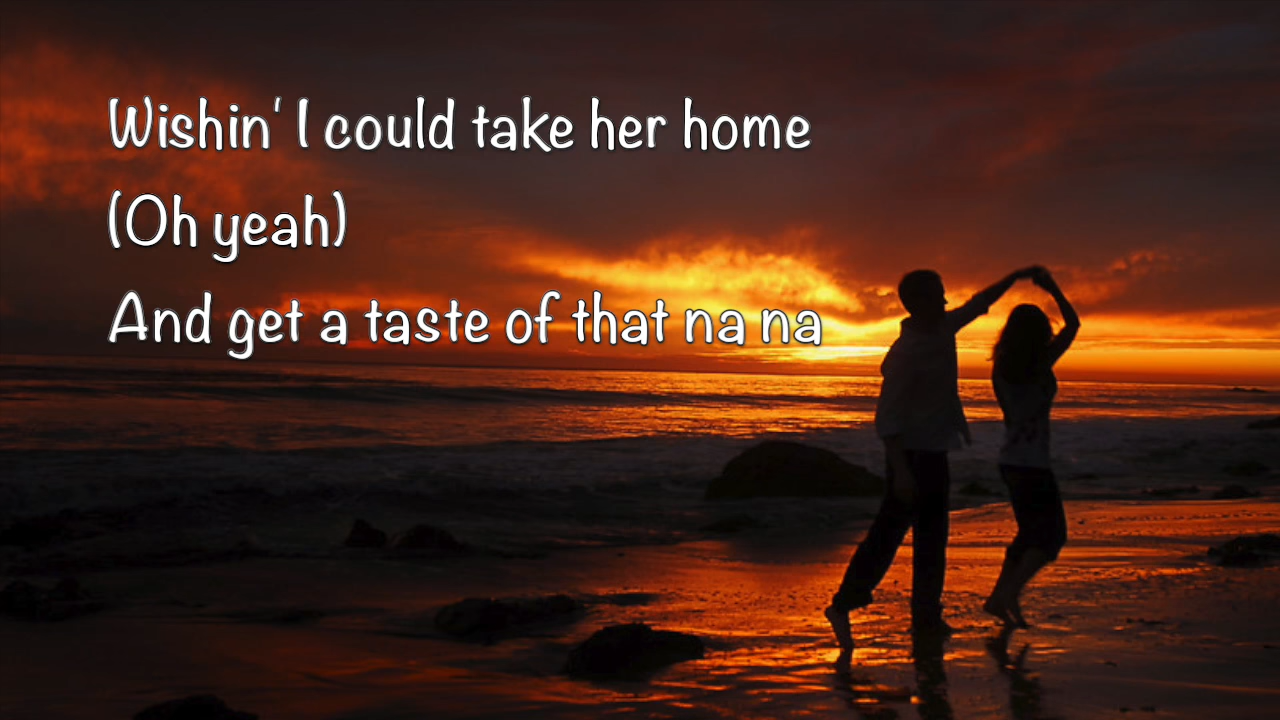 Wishin' I could take her home
(Oh yeah)
And get a taste of that na na